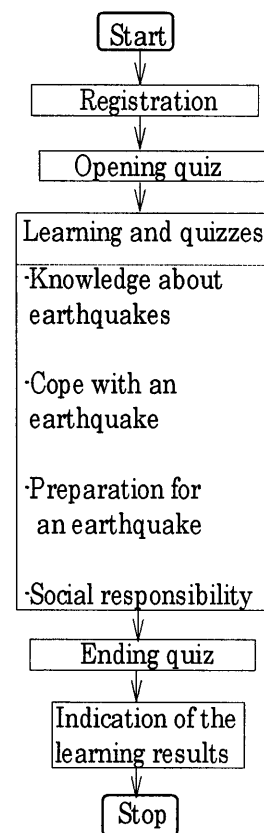 Start
Registration
Opening quiz
Learning and quizzes
·Knowledge about
earthquakes
·Cope with an
earthquake
·Preparation for
an earthquake
·Social responsibility
Ending quiz
Indication of the
learning results
Stop